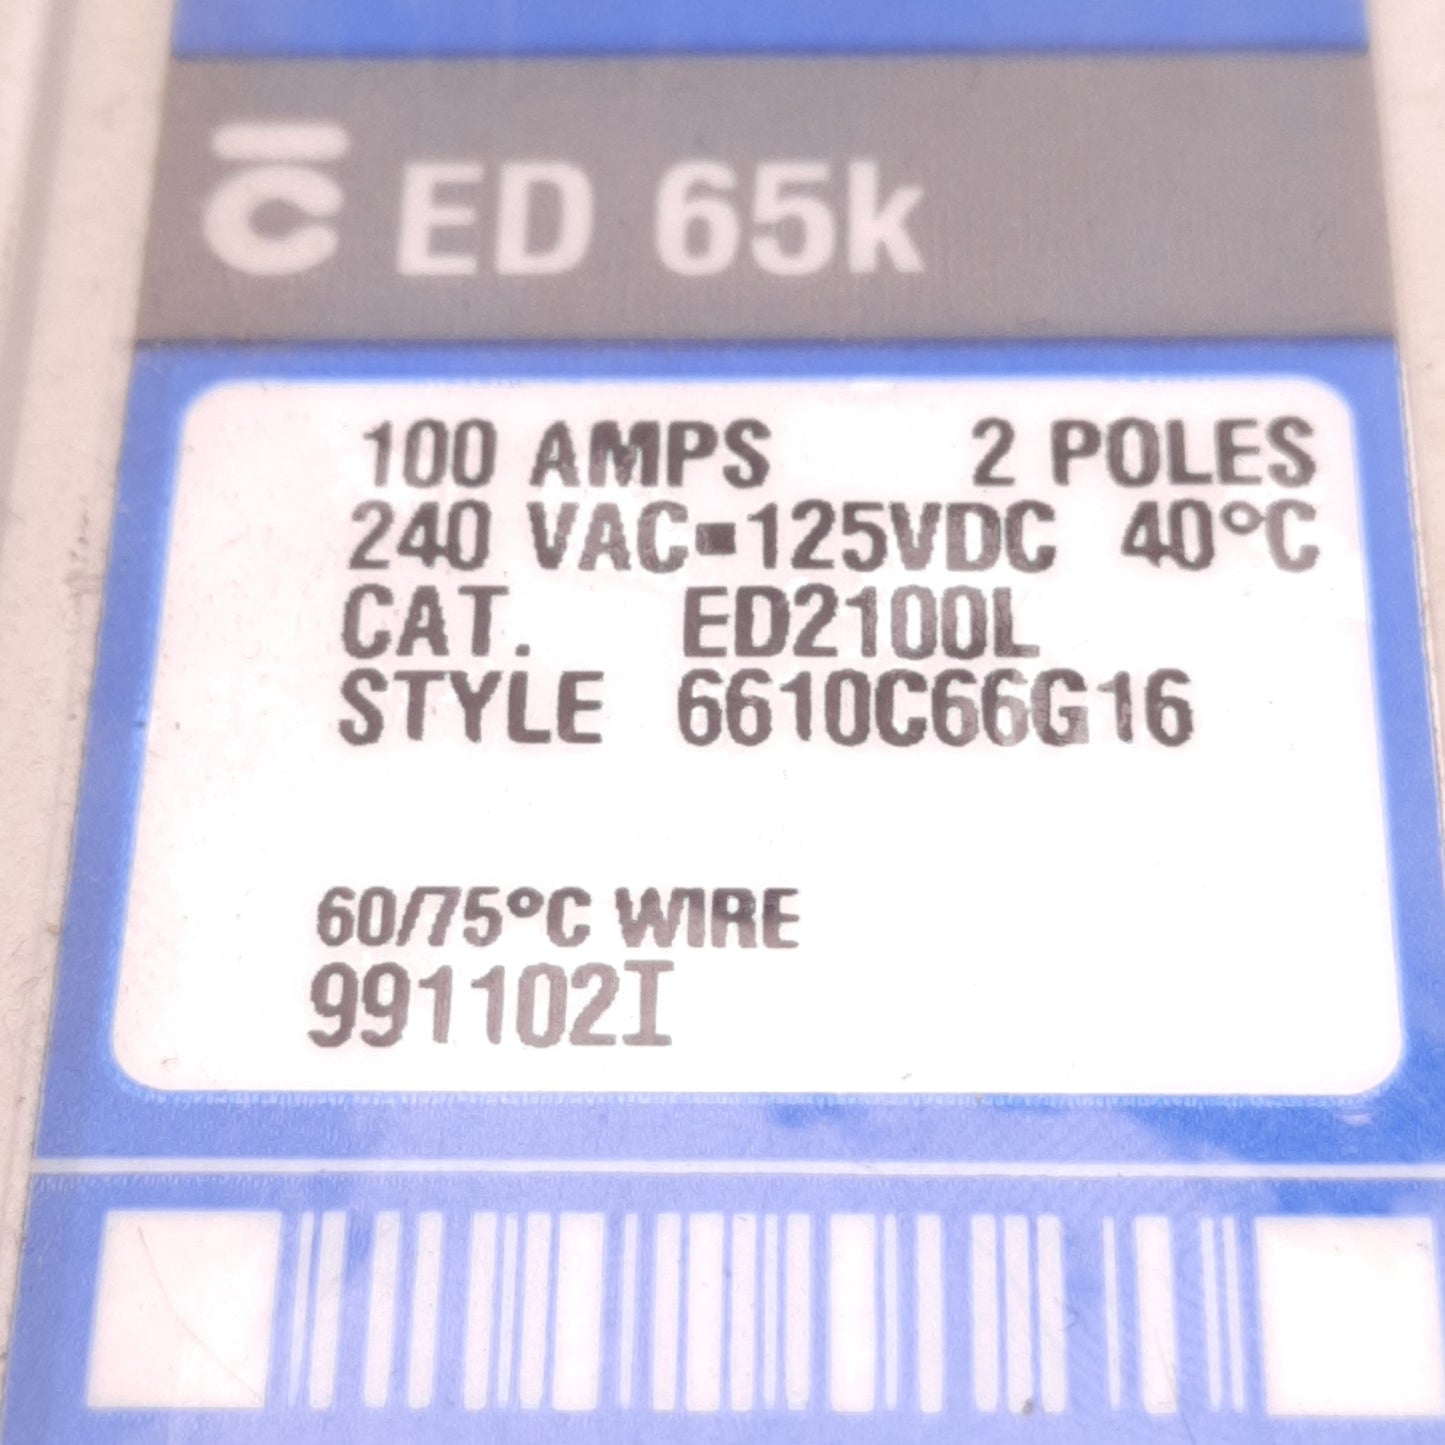 ED 65k
100 AMPS 2 POLES
240 VAC▪125VDC 40°C
CAT. ED2100L
STYLE 6610C66G16
60/75°C WIRE
991102I